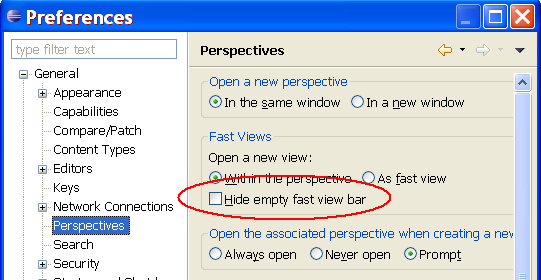 Preferences
type filter text
General
Appearance
Capabilities
Compare/Patch
Content Types
Editors
Keys
Network Connections
Perspectives
Search
Security
Perspectives
Open a new perspective
In the same window In a new window
Fast Views
Open a new view:
Within the perspective As fast view
Hide empty fast view bar
Open the associated perspective when creating a new
Always open Never open Prompt